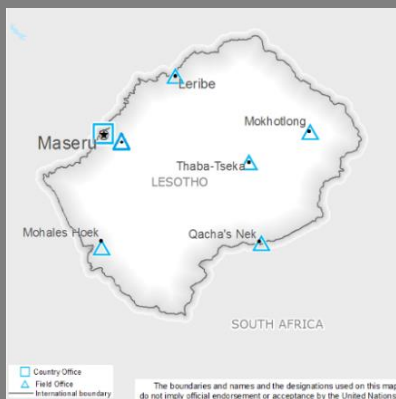 Leribe
Mokhotlong
Maseru
Thaba-Tseka
LESOTHO
Mohales Hoek
Qacha's Nek
SOUTH AFRICA
Country Office
Field Office
International boundary
The boundaries and names and the designations used on this map
do not imply official endorsement or acceptance by the United Nations.